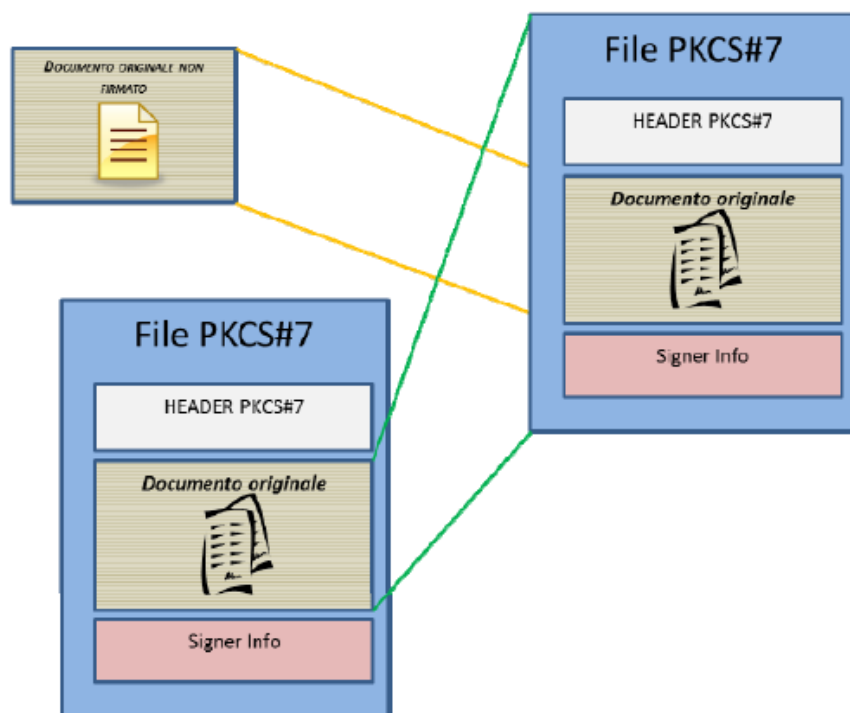 DOCUMENTO ORIGINALE NON
FIRMATO
File PKCS#7
HEADER PKCS#7
Documento originale
Signer Info
File PKCS#7
HEADER PKCS#7
Documento originale
Signer Info